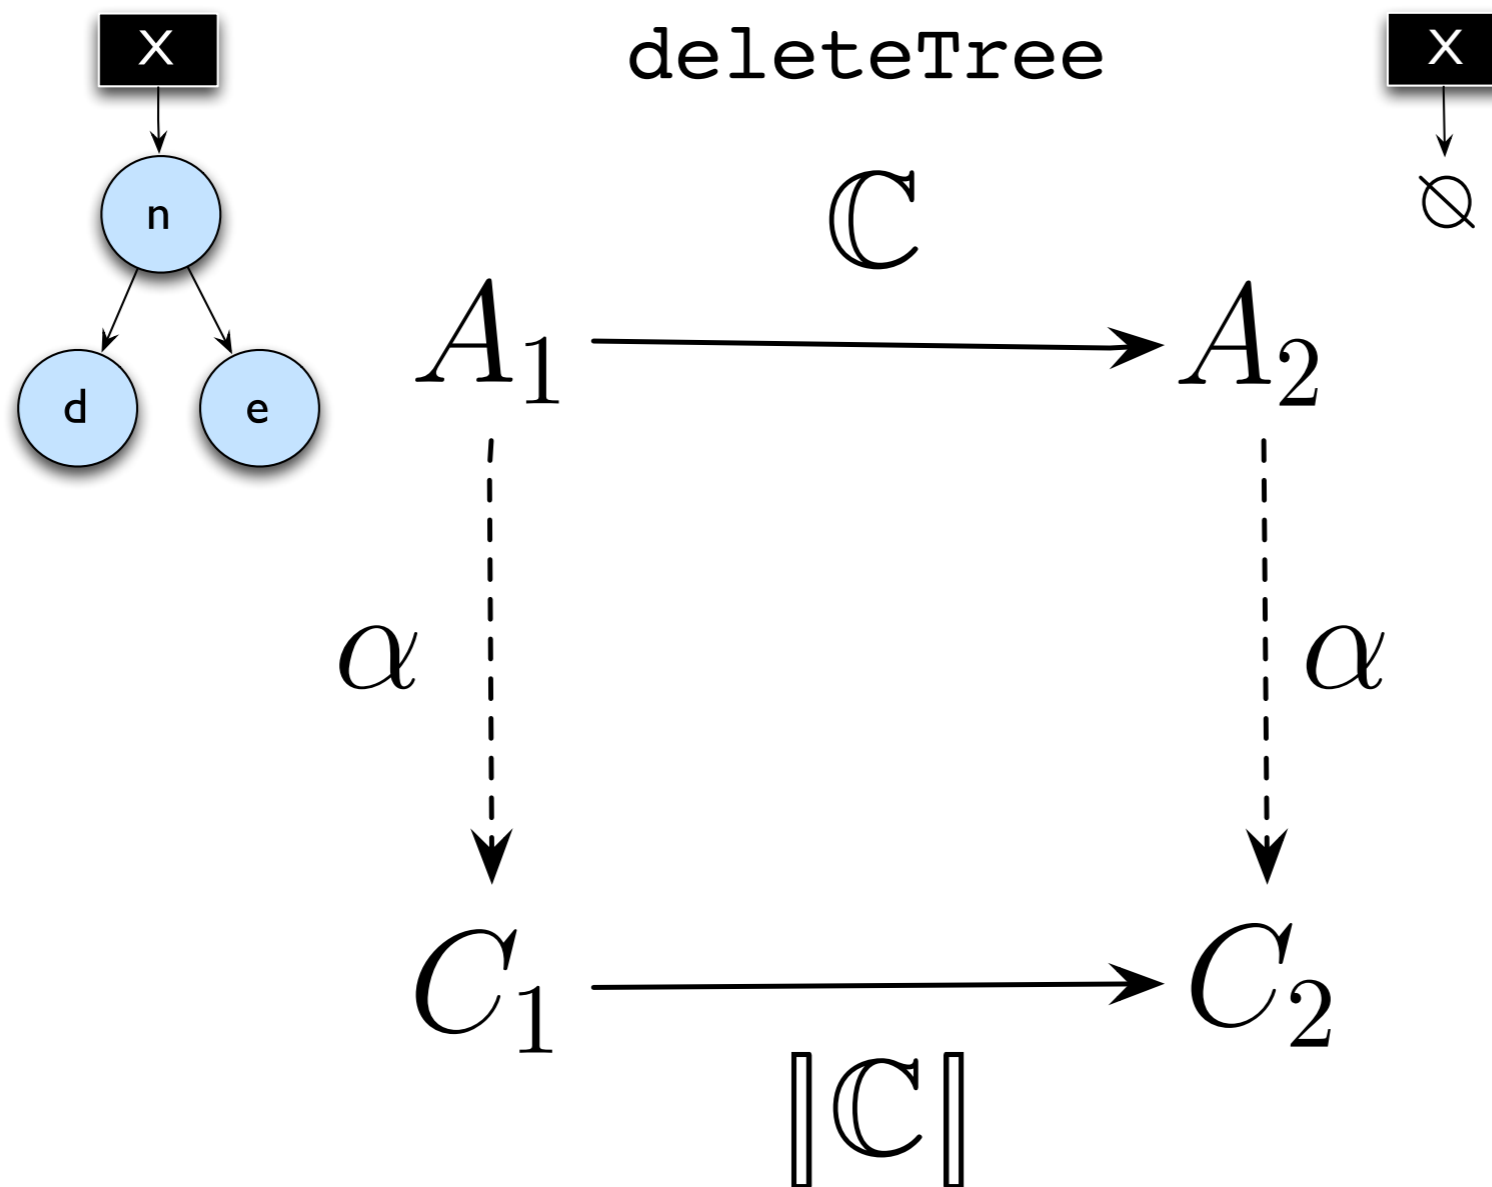 X deleteTree X
ℂ
n ∅
A₁ A₂
d e
α α
C₁ C₂
‖ℂ‖